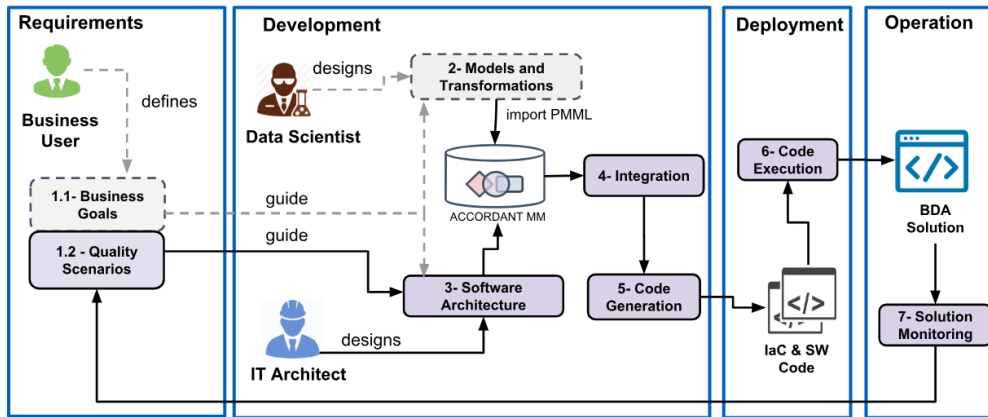 Requirements
Business
User
defines
1.1- Business
Goals
1.2 - Quality
Scenarios
Development
designs
Data Scientist
2- Models and
Transformations
import PMML
ACCORDANT MM
guide
guide
4- Integration
3- Software
Architecture
5- Code
Generation
designs
IT Architect
Deployment
6- Code
Execution
</>
IaC & SW
Code
Operation
</>
BDA
Solution
7- Solution
Monitoring